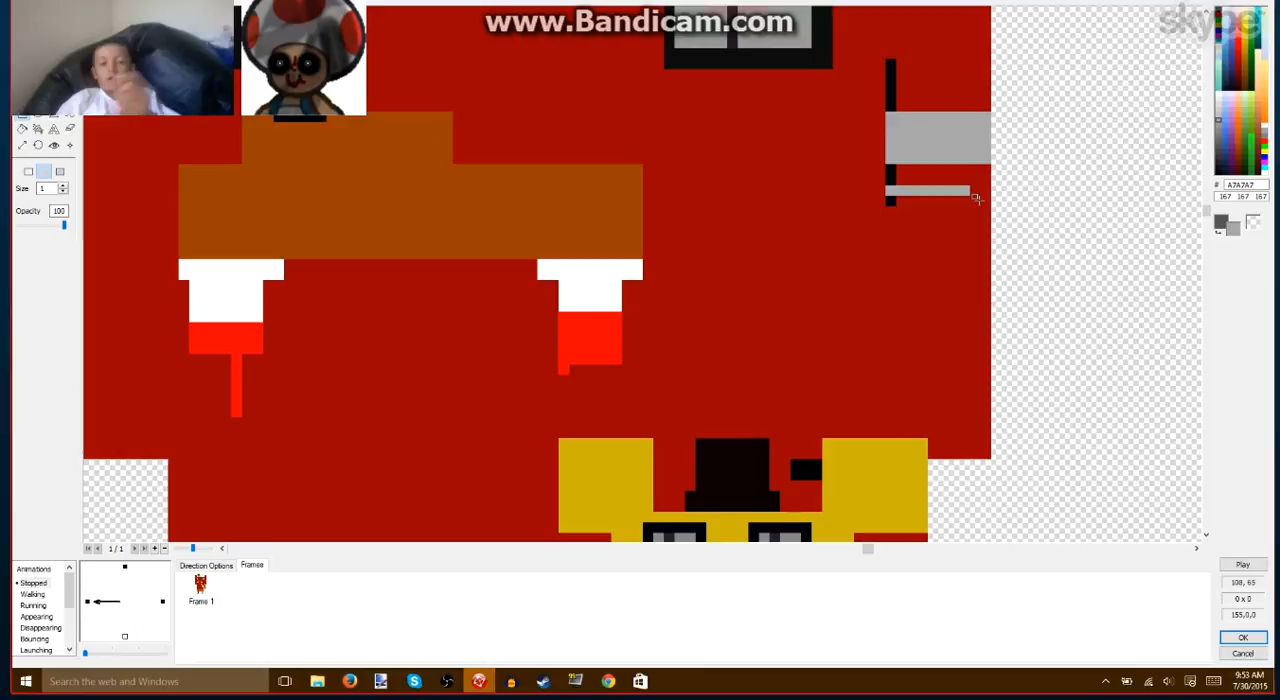 www.Bandicam.com
skype
Size 1
Opacity 100
# A7A7A7
167 167 167
1 / 1
Animations
Stopped
Walking
Running
Appearing
Disappearing
Bouncing
Launching
Direction Options
Frames
Frame 1
Play
108, 65
0 x 0
155,0,0
OK
Cancel
Search the web and Windows
9:53 AM
7/30/2015